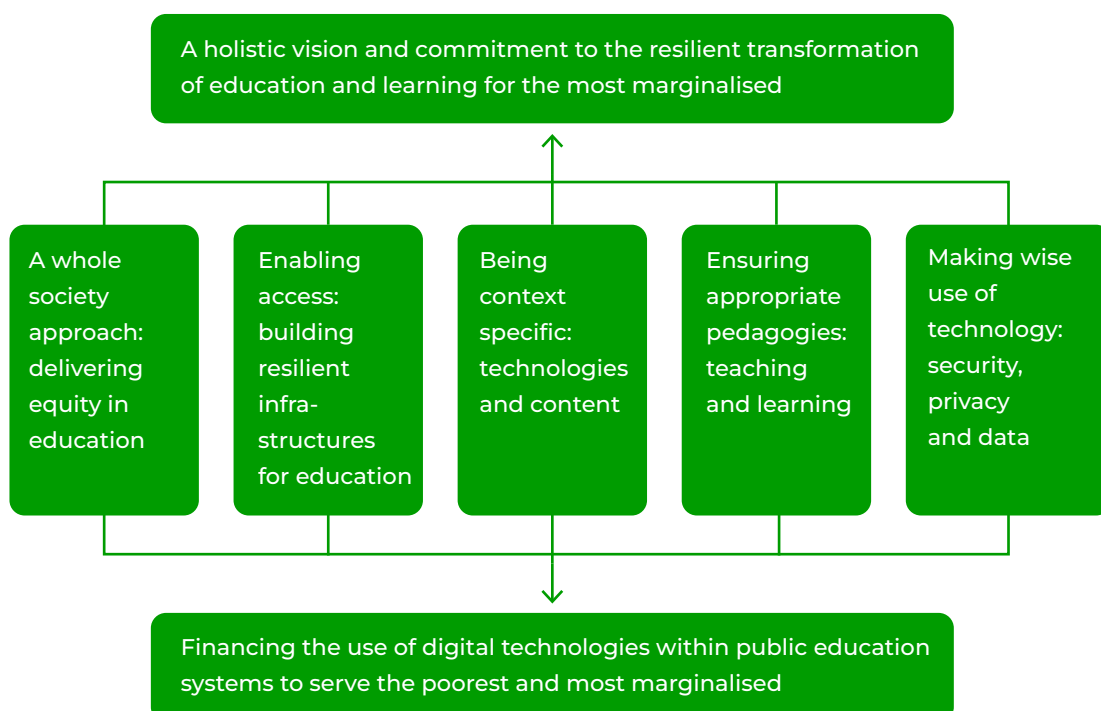 A holistic vision and commitment to the resilient transformation
of education and learning for the most marginalised
A whole
society
approach:
delivering
equity in
education
Enabling
access:
building
resilient
infra-
structures
for education
Being
context
specific:
technologies
and content
Ensuring
appropriate
pedagogies:
teaching
and learning
Making wise
use of
technology:
security,
privacy
and data
Financing the use of digital technologies within public education
systems to serve the poorest and most marginalised